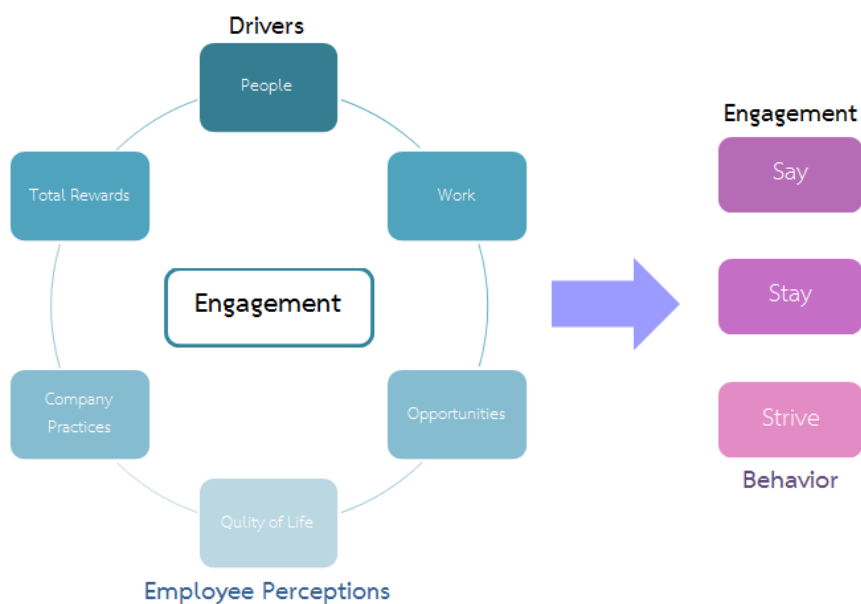 Drivers
People
Total Rewards
Work
Engagement
Company
Practices
Opportunities
Qulity of Life
Employee Perceptions
Engagement
Say
Stay
Strive
Behavior